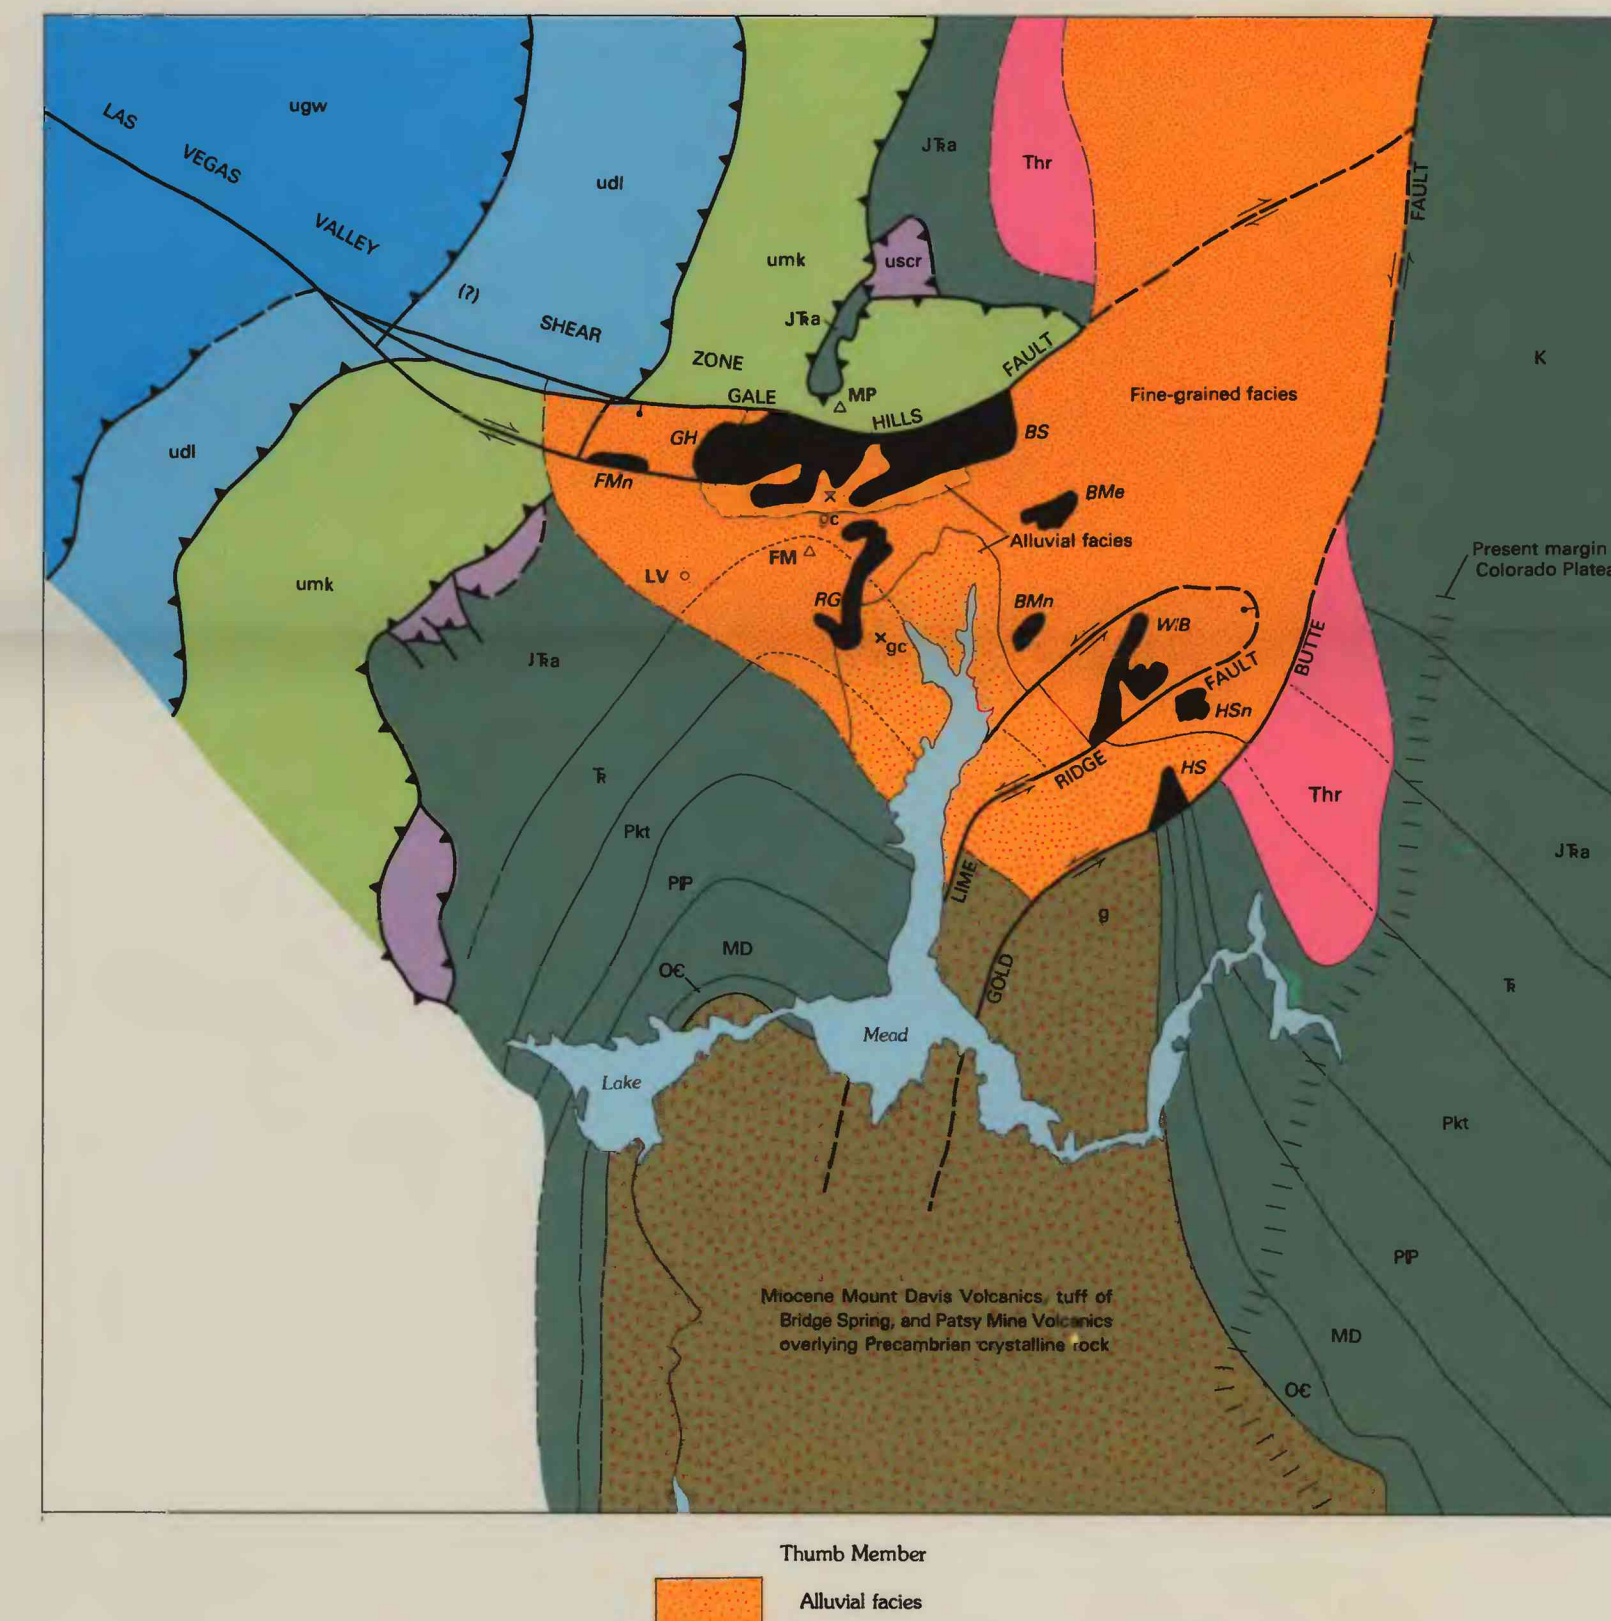 ugw
LAS
VEGAS
VALLEY
(?)
SHEAR
ZONE
GALE
HILLS
FAULT
udl
umk
JTRa
Thr
uscr
JTRa
MP
FAULT
K
Fine-grained facies
GH
BS
FMn
BMe
gc
Alluvial facies
FM
LV
RG
BMn
gc
WB
FAULT
HSn
BUTTE
Present margin
Colorado Platea
udl
umk
JTRa
TR
Pkt
PIP
MD
OЄ
RIDGE
HS
Thr
LIME
g
GOLD
JTRa
TR
Pkt
PIP
MD
OЄ
Mead
Lake
Miocene Mount Davis Volcanics, tuff of
Bridge Spring, and Patsy Mine Volcanics
overlying Precambrian crystalline rock
Thumb Member
Alluvial facies